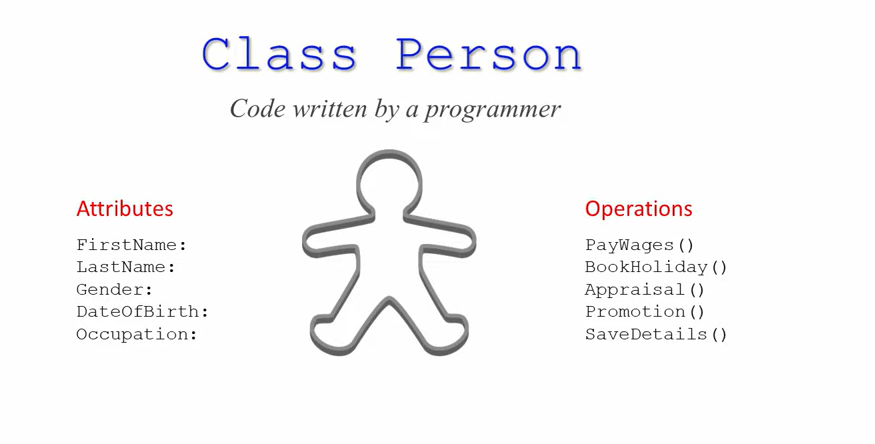 Class Person
Code written by a programmer
Attributes
FirstName:
LastName:
Gender:
DateOfBirth:
Occupation:
Operations
PayWages()
BookHoliday()
Appraisal()
Promotion()
SaveDetails()